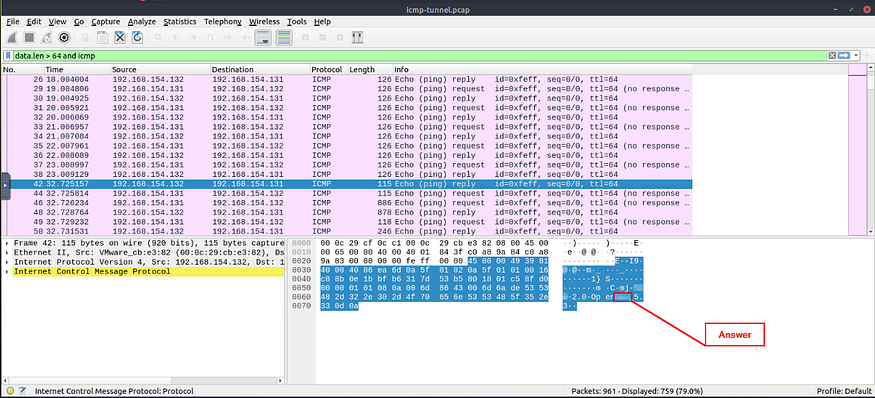 icmp-tunnel.pcap
File Edit View Go Capture Analyze Statistics Telephony Wireless Tools Help
data.len > 64 and icmp
No. Time Source Destination Protocol Length Info
26 18.004004 192.168.154.132 192.168.154.131 ICMP 126 Echo (ping) reply id=0xfeff, seq=0/0, ttl=64
29 19.004806 192.168.154.131 192.168.154.132 ICMP 126 Echo (ping) request id=0xfeff, seq=0/0, ttl=64 (no response …
30 19.004925 192.168.154.132 192.168.154.131 ICMP 126 Echo (ping) reply id=0xfeff, seq=0/0, ttl=64
31 20.005921 192.168.154.131 192.168.154.132 ICMP 126 Echo (ping) request id=0xfeff, seq=0/0, ttl=64 (no response …
32 20.006069 192.168.154.132 192.168.154.131 ICMP 126 Echo (ping) reply id=0xfeff, seq=0/0, ttl=64
33 21.006957 192.168.154.131 192.168.154.132 ICMP 126 Echo (ping) request id=0xfeff, seq=0/0, ttl=64 (no response …
34 21.007084 192.168.154.132 192.168.154.131 ICMP 126 Echo (ping) reply id=0xfeff, seq=0/0, ttl=64
35 22.007961 192.168.154.131 192.168.154.132 ICMP 126 Echo (ping) request id=0xfeff, seq=0/0, ttl=64 (no response …
36 22.008089 192.168.154.132 192.168.154.131 ICMP 126 Echo (ping) reply id=0xfeff, seq=0/0, ttl=64
37 23.008997 192.168.154.131 192.168.154.132 ICMP 126 Echo (ping) request id=0xfeff, seq=0/0, ttl=64 (no response …
38 23.009129 192.168.154.132 192.168.154.131 ICMP 126 Echo (ping) reply id=0xfeff, seq=0/0, ttl=64
42 32.725157 192.168.154.132 192.168.154.131 ICMP 115 Echo (ping) reply id=0xfeff, seq=0/0, ttl=64
44 32.725814 192.168.154.132 192.168.154.131 ICMP 115 Echo (ping) reply id=0xfeff, seq=0/0, ttl=64
46 32.726234 192.168.154.131 192.168.154.132 ICMP 886 Echo (ping) request id=0xfeff, seq=0/0, ttl=64 (no response …
48 32.728764 192.168.154.132 192.168.154.131 ICMP 878 Echo (ping) reply id=0xfeff, seq=0/0, ttl=64
49 32.729232 192.168.154.131 192.168.154.132 ICMP 118 Echo (ping) request id=0xfeff, seq=0/0, ttl=64 (no response …
50 32.731531 192.168.154.132 192.168.154.131 ICMP 246 Echo (ping) reply id=0xfeff, seq=0/0, ttl=64
Frame 42: 115 bytes on wire (920 bits), 115 bytes capture
Ethernet II, Src: VMware_cb:e3:82 (00:0c:29:cb:e3:82), Ds
Internet Protocol Version 4, Src: 192.168.154.132, Dst: 1
Internet Control Message Protocol
0000 00 0c 29 cf 0c c1 00 0c 29 cb e3 82 08 00 45 00 ··)·····)·····E·
0010 00 65 00 00 40 00 40 01 84 3f c0 a8 9a 84 c0 a8 ·e··@·@··?······
0020 9a 83 00 00 00 00 fe ff 00 00 45 00 00 49 39 81 ··········E··I9·
0030 40 00 40 06 ea 6d 0a 5f 01 02 0a 5f 01 01 00 16 @·@··m·_···_····
0040 c8 8b 0e 1b bf b6 31 7d 53 b5 80 18 01 c5 8f d0
0050 00 00 01 01 08 0a 00 6d 86 43 00 6d 6a de 53 53
0060 48 2d 32 2e 30 2d 4f 70 65 6e 53 53 48 5f 35 2e
0070 33 0d 0a 3··
Answer
Internet Control Message Protocol: Protocol
Packets: 961 · Displayed: 759 (79.0%)
Profile: Default